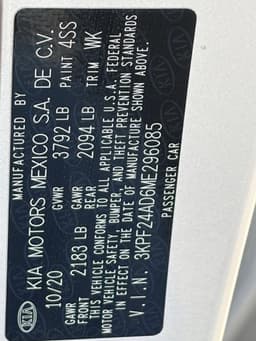 MANUFACTURED BY
KIA MOTORS MEXICO S.A. DE C.V.
10/20 GVWR 3792 LB PAINT 4SS
GAWR FRONT 2183 LB GAWR REAR 2094 LB TRIM WK
THIS VEHICLE CONFORMS TO ALL APPLICABLE U.S.A. FEDERAL
MOTOR VEHICLE SAFETY, BUMPER, AND THEFT PREVENTION STANDARDS
IN EFFECT ON THE DATE OF MANUFACTURE SHOWN ABOVE.
V.I.N. 3KPF24AD6ME296085
PASSENGER CAR
KIA